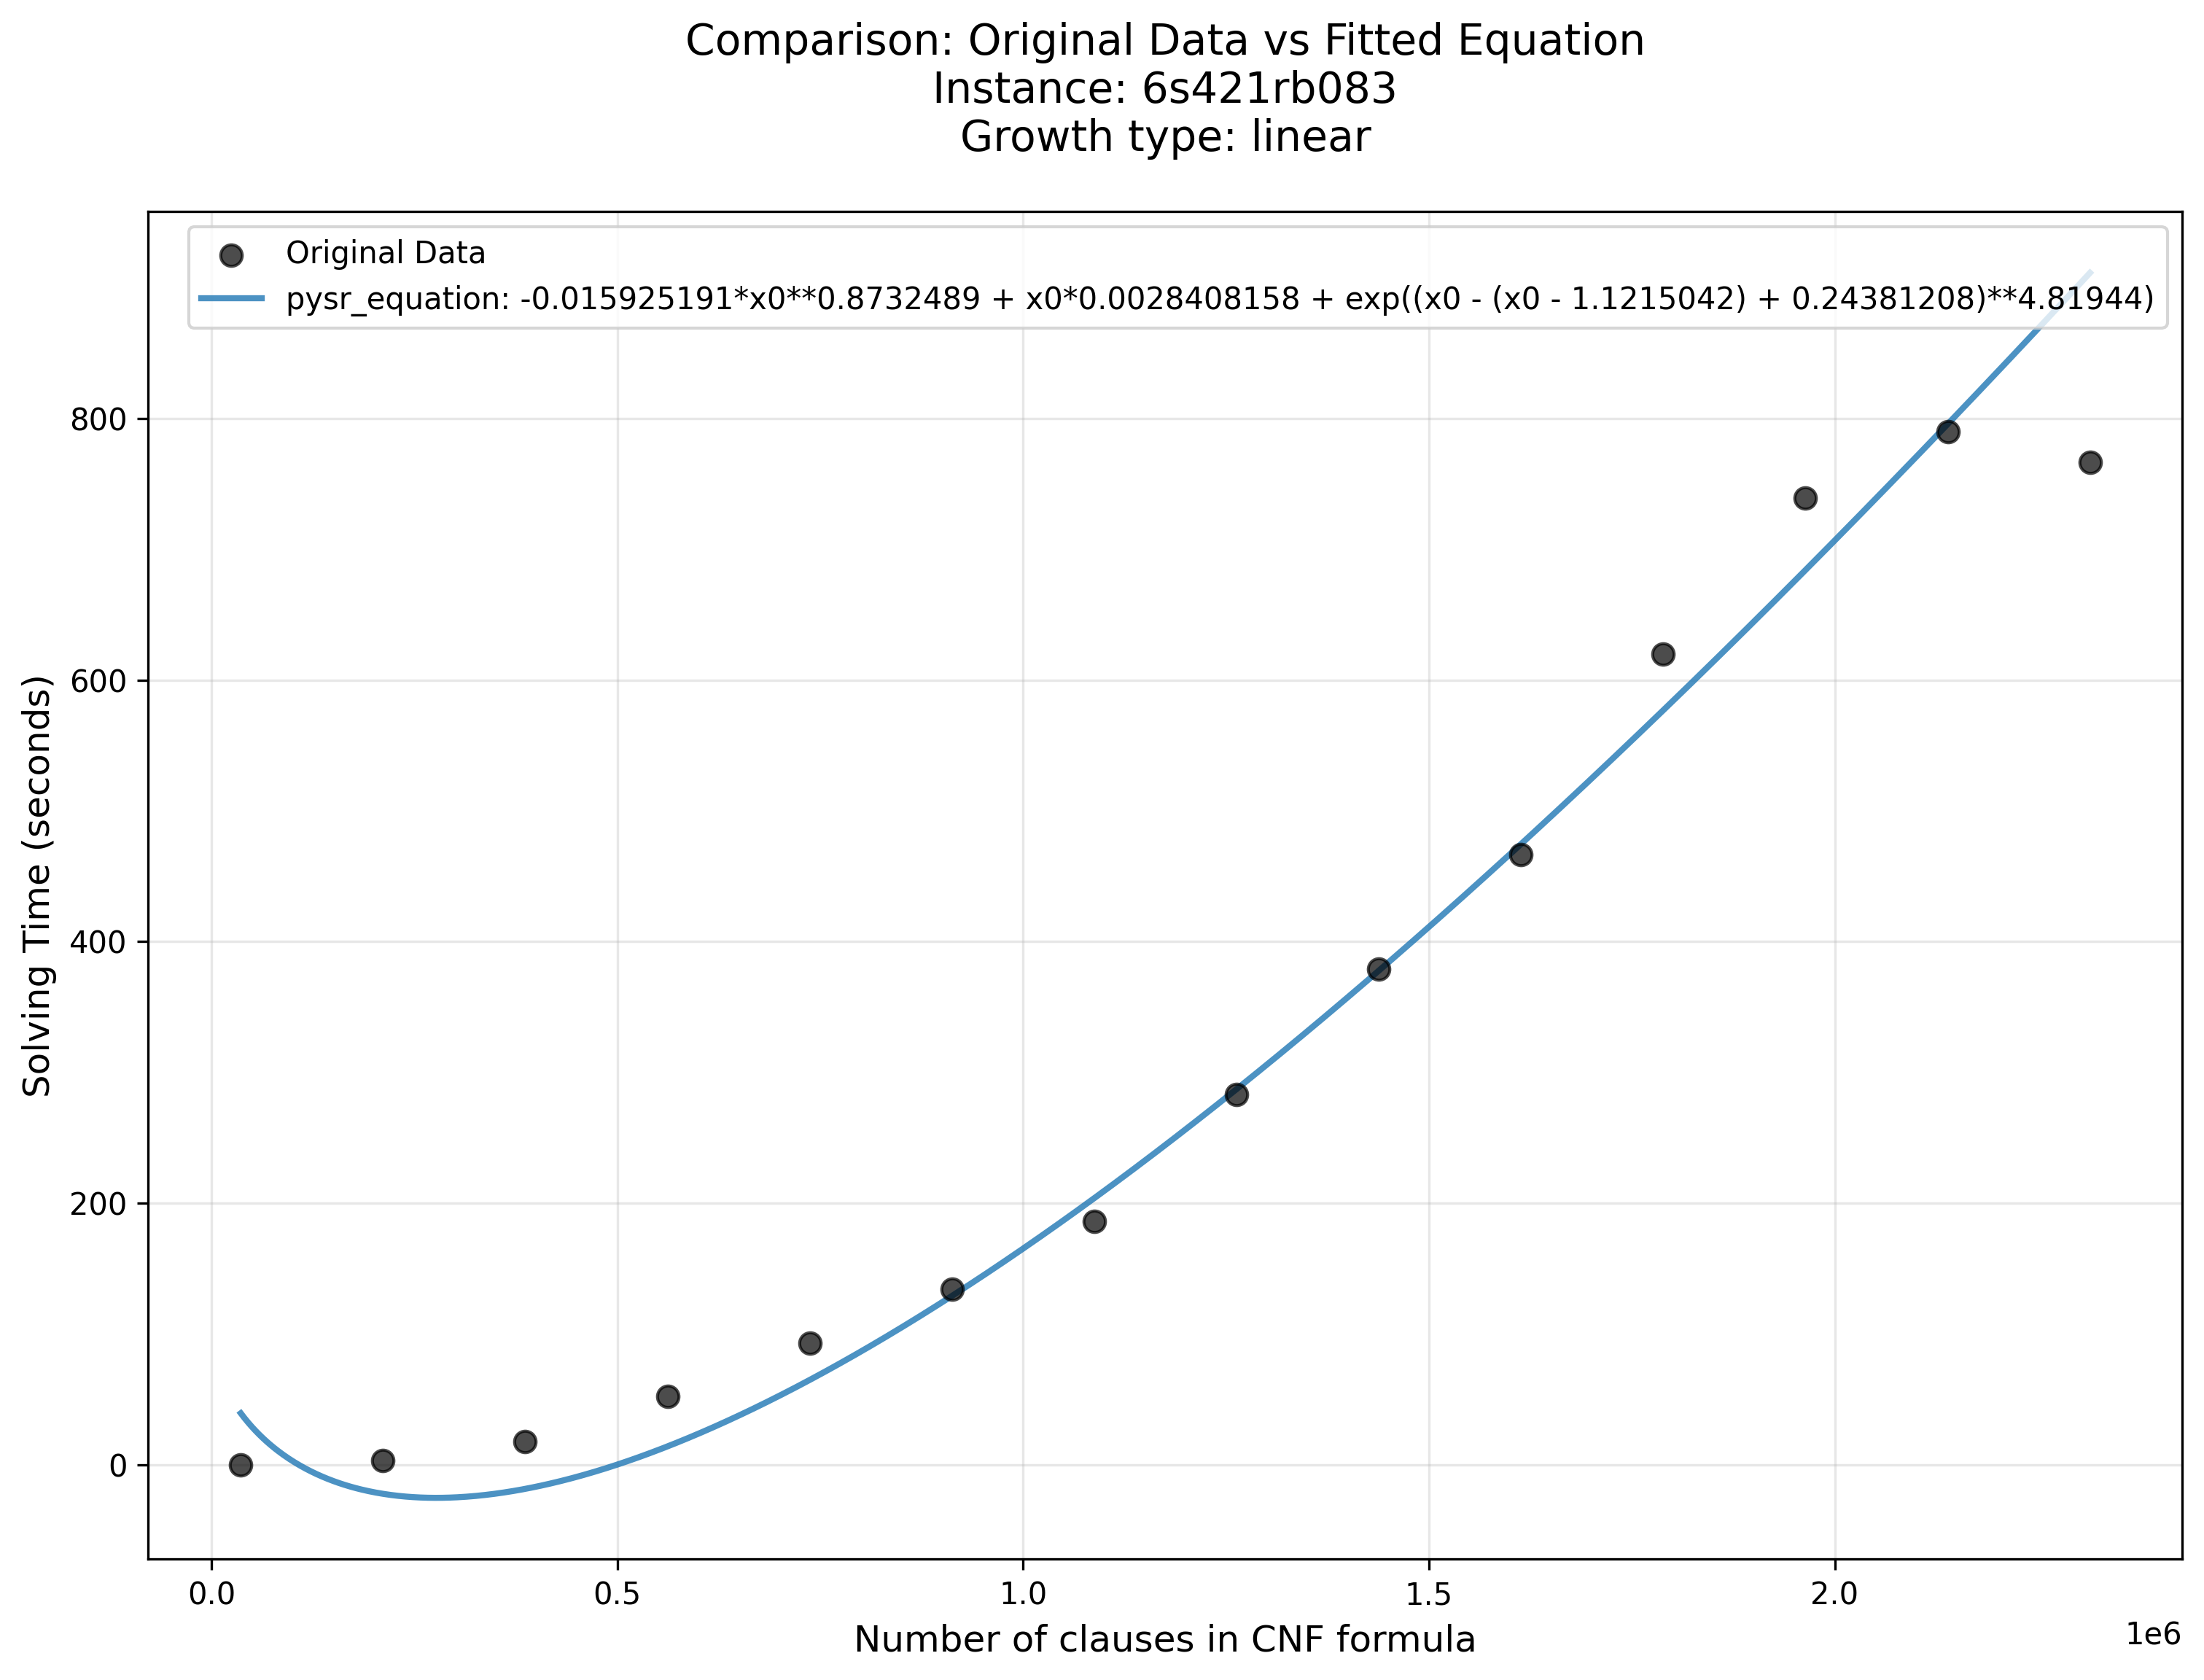 Comparison: Original Data vs Fitted Equation
Instance: 6s421rb083
Growth type: linear
Original Data
pysr_equation: -0.015925191*x0**0.8732489 + x0*0.0028408158 + exp((x0 - (x0 - 1.1215042) + 0.24381208)**4.81944)
Solving Time (seconds)
800
600
400
200
0
0.0 0.5 1.0 1.5 2.0
1e6
Number of clauses in CNF formula